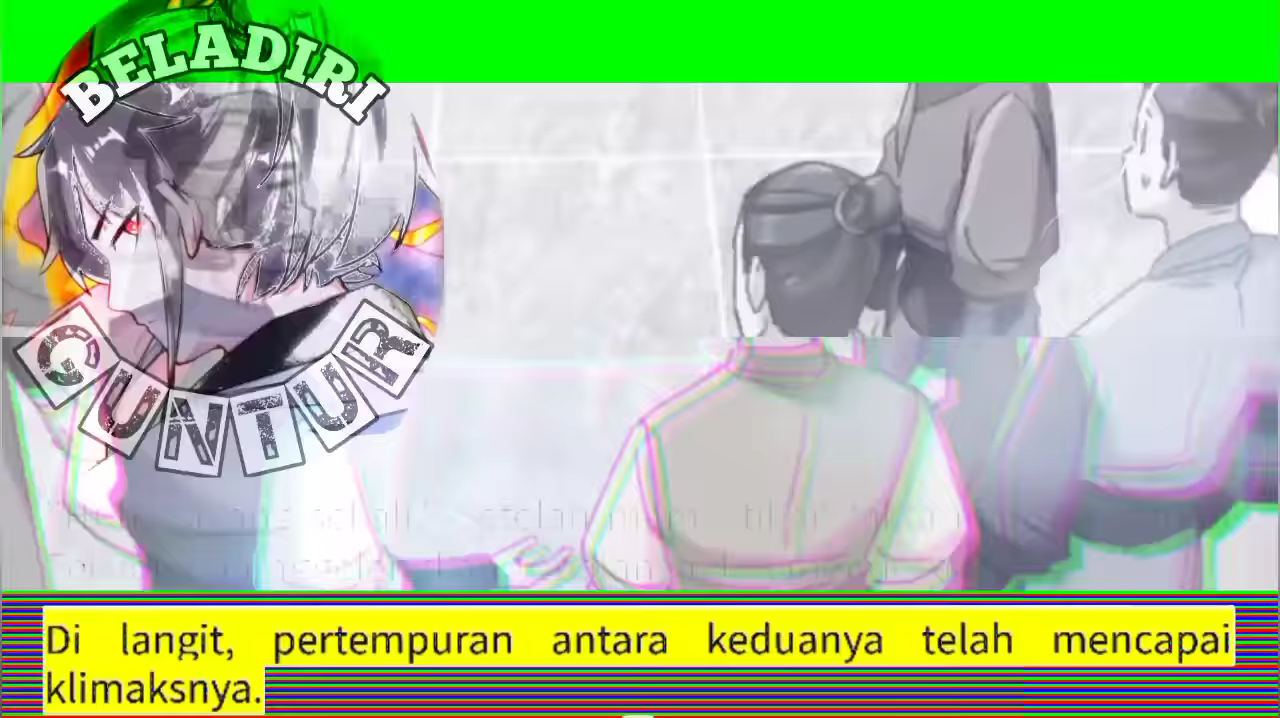 BELADIRI
GUNTUR
Di langit, pertempuran antara keduanya telah mencapai
klimaksnya.